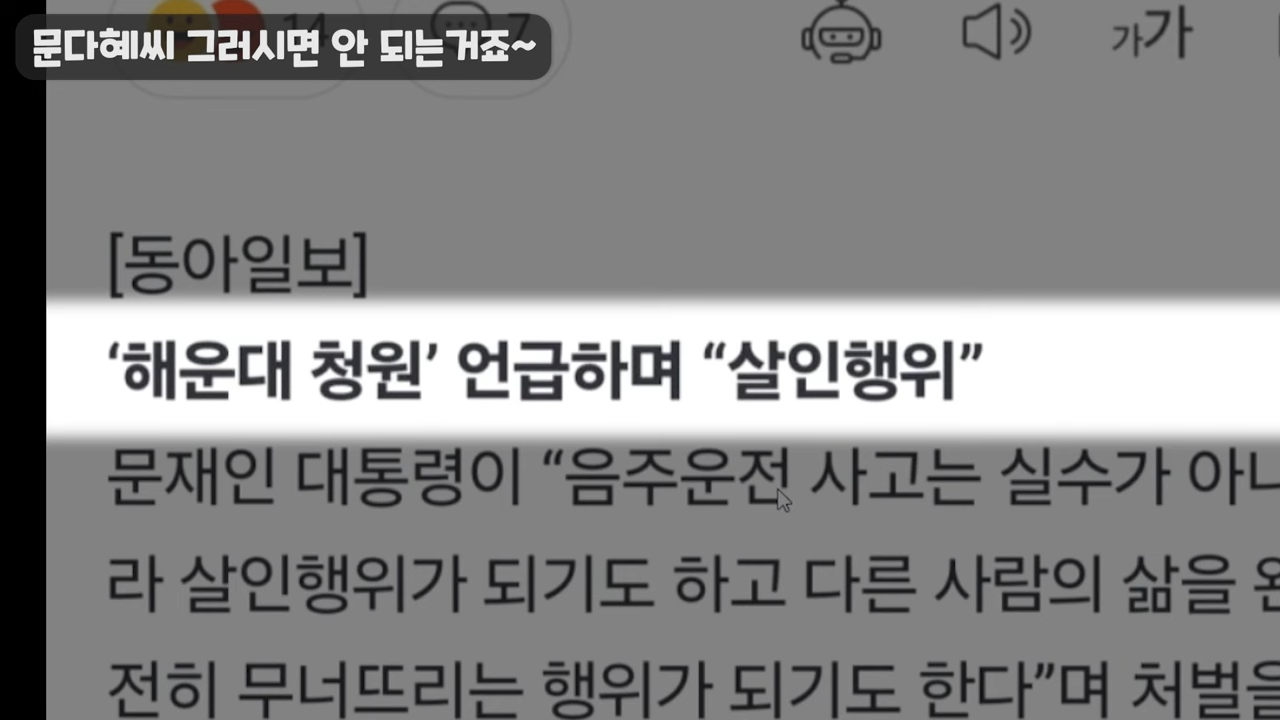 문다혜씨 그러시면 안 되는거죠~
14
7
가가
[동아일보]
‘해운대 청원’ 언급하며 “살인행위”
문재인 대통령이 “음주운전 사고는 실수가
라 살인행위가 되기도 하고 다른 사람의 삶을
전히 무너뜨리는 행위가 되기도 한다”며 처벌을